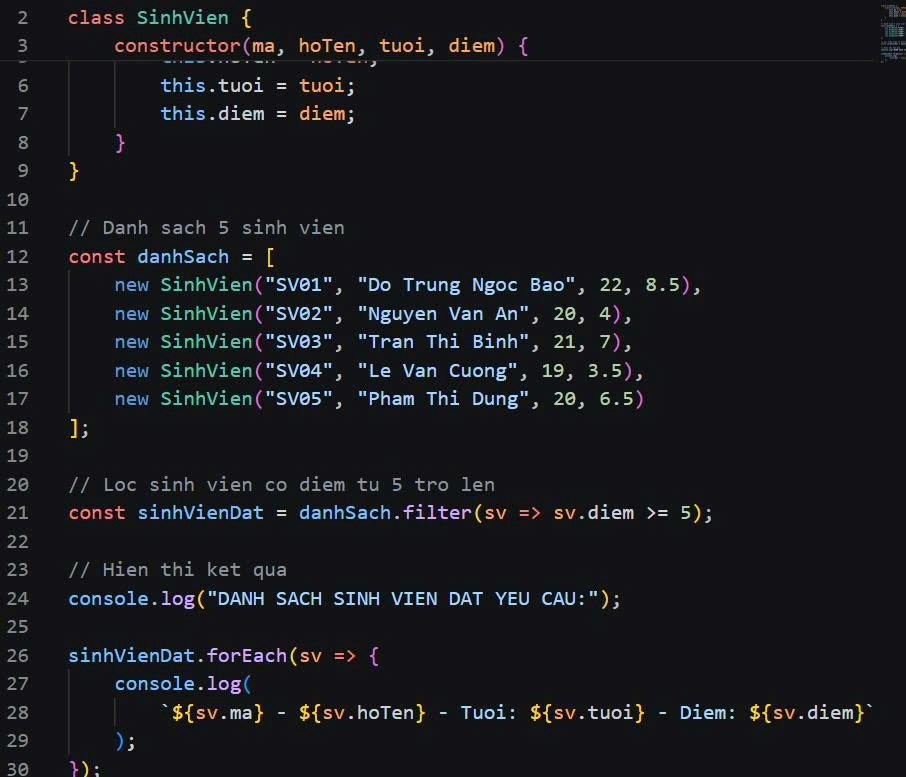 2 class SinhVien {
3     constructor(ma, hoTen, tuoi, diem) {
6         this.tuoi = tuoi;
7         this.diem = diem;
8     }
9 }
10
11 // Danh sach 5 sinh vien
12 const danhSach = [
13     new SinhVien("SV01", "Do Trung Ngoc Bao", 22, 8.5),
14     new SinhVien("SV02", "Nguyen Van An", 20, 4),
15     new SinhVien("SV03", "Tran Thi Binh", 21, 7),
16     new SinhVien("SV04", "Le Van Cuong", 19, 3.5),
17     new SinhVien("SV05", "Pham Thi Dung", 20, 6.5)
18 ];
19
20 // Loc sinh vien co diem tu 5 tro len
21 const sinhVienDat = danhSach.filter(sv => sv.diem >= 5);
22
23 // Hien thi ket qua
24 console.log("DANH SACH SINH VIEN DAT YEU CAU:");
25
26 sinhVienDat.forEach(sv => {
27     console.log(
28         `${sv.ma} - ${sv.hoTen} - Tuoi: ${sv.tuoi} - Diem: ${sv.diem}`
29     );
30 });